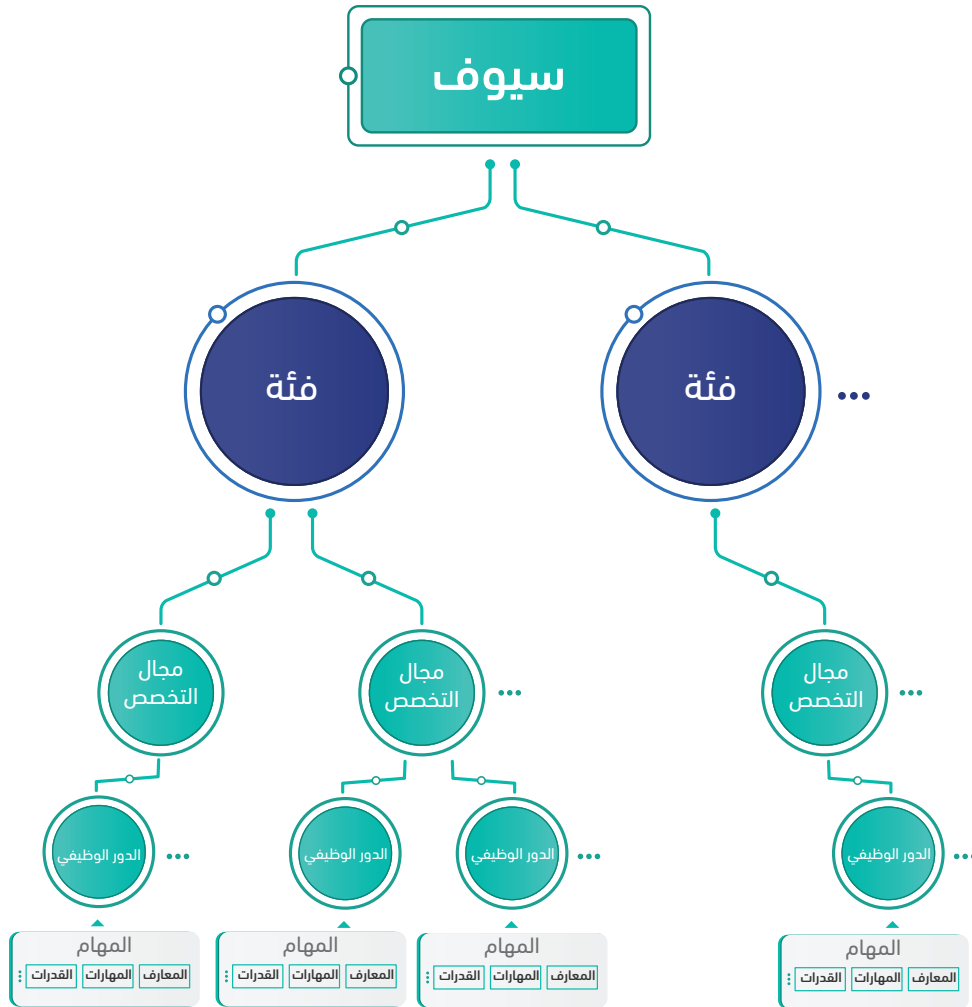 سيوف
فئة
فئة
مجال
التخصص
مجال
التخصص
مجال
التخصص
الدور الوظيفي
الدور الوظيفي
الدور الوظيفي
الدور الوظيفي
المهام
المعارف
المهارات
القدرات
المهام
المعارف
المهارات
القدرات
المهام
المعارف
المهارات
القدرات
المهام
المعارف
المهارات
القدرات